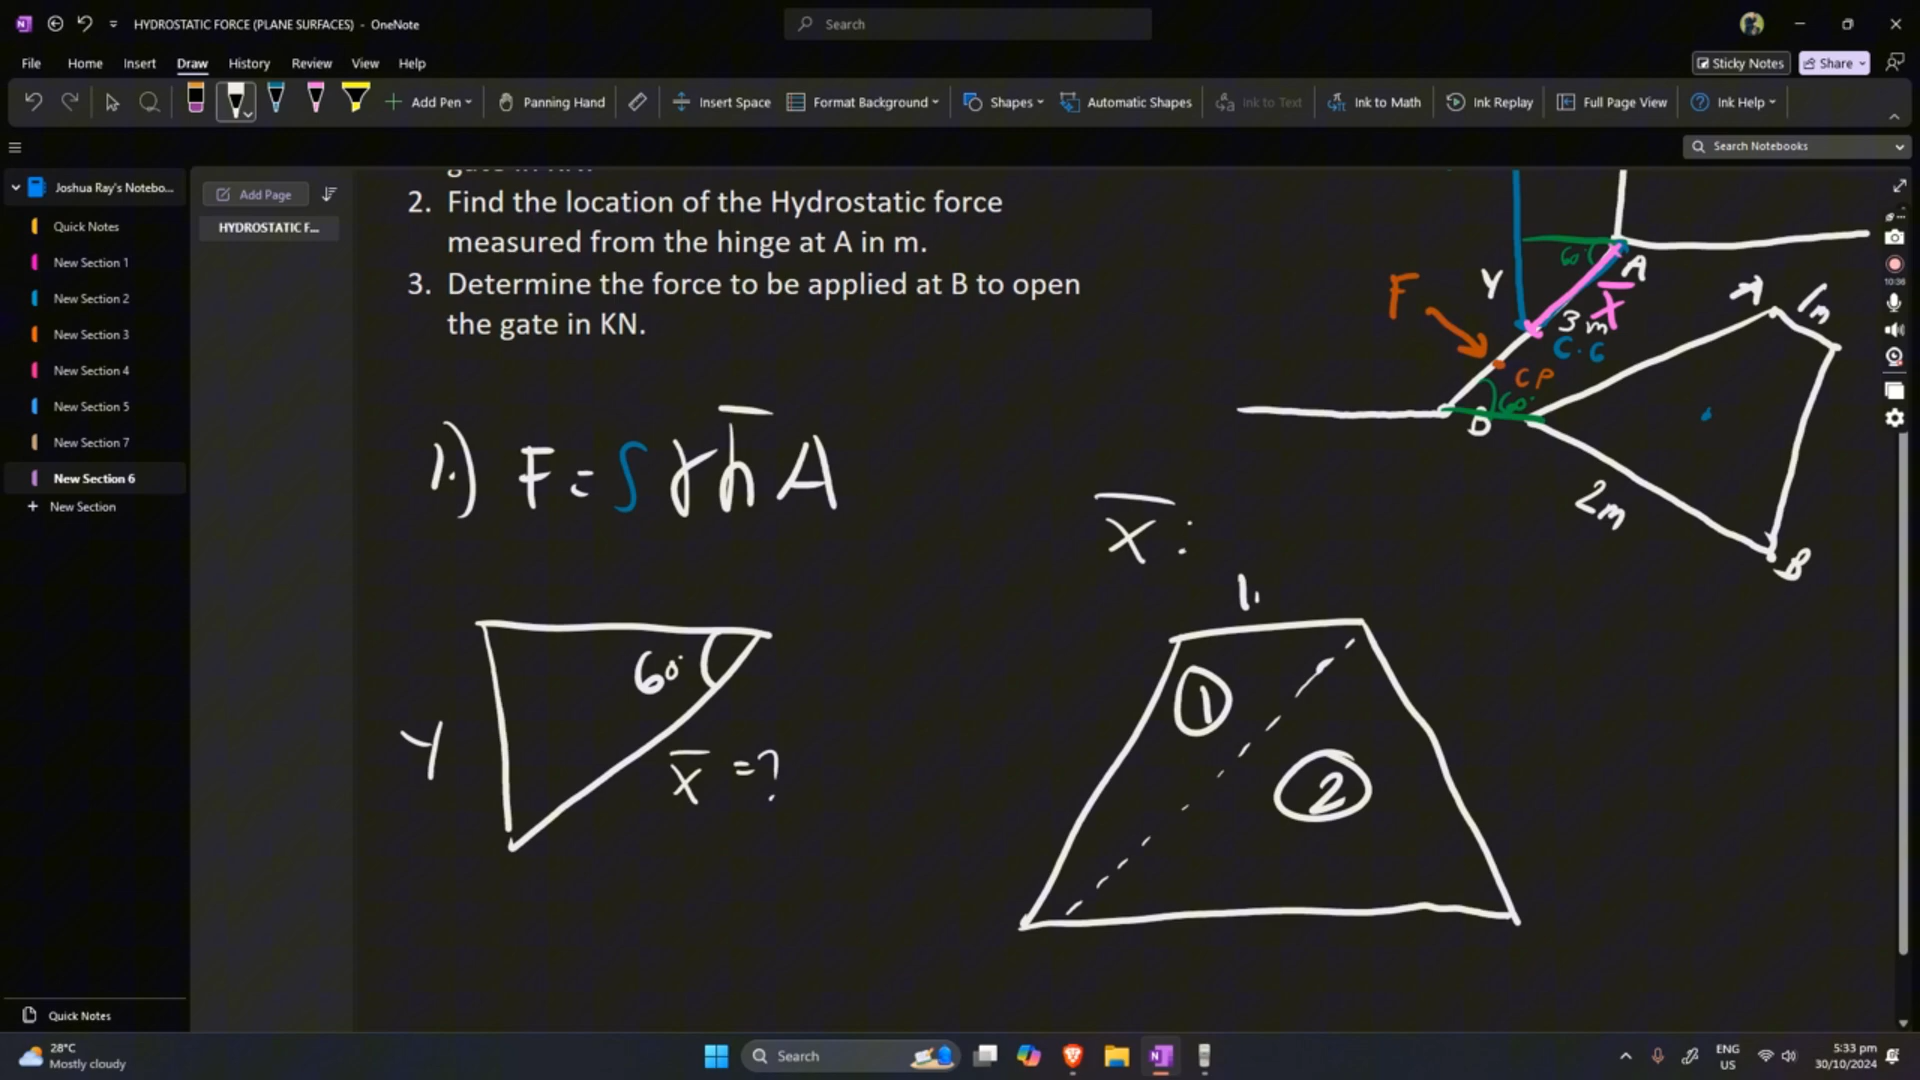 HYDROSTATIC FORCE (PLANE SURFACES) - OneNote
Search
File Home Insert Draw History Review View Help
Sticky Notes Share
Add Pen Panning Hand Insert Space Format Background Shapes Automatic Shapes Ink to Text Ink to Math Ink Replay Full Page View Ink Help
Search Notebooks
Joshua Ray's Notebo...
Quick Notes
New Section 1
New Section 2
New Section 3
New Section 4
New Section 5
New Section 7
New Section 6
New Section
Quick Notes
Add Page
HYDROSTATIC F...
2. Find the location of the Hydrostatic force
measured from the hinge at A in m.
3. Determine the force to be applied at B to open
the gate in KN.
1.) F = ʃ γ h̅ A
60°
Y
x̅ = ?
X̅ :
1.
1
2
60
A
Y
X̅
F
3 m
C.G
CP
60°
B
A
1m
2m
B
10:36
28°C
Mostly cloudy
Search
ENG
US
5:33 pm
30/10/2024